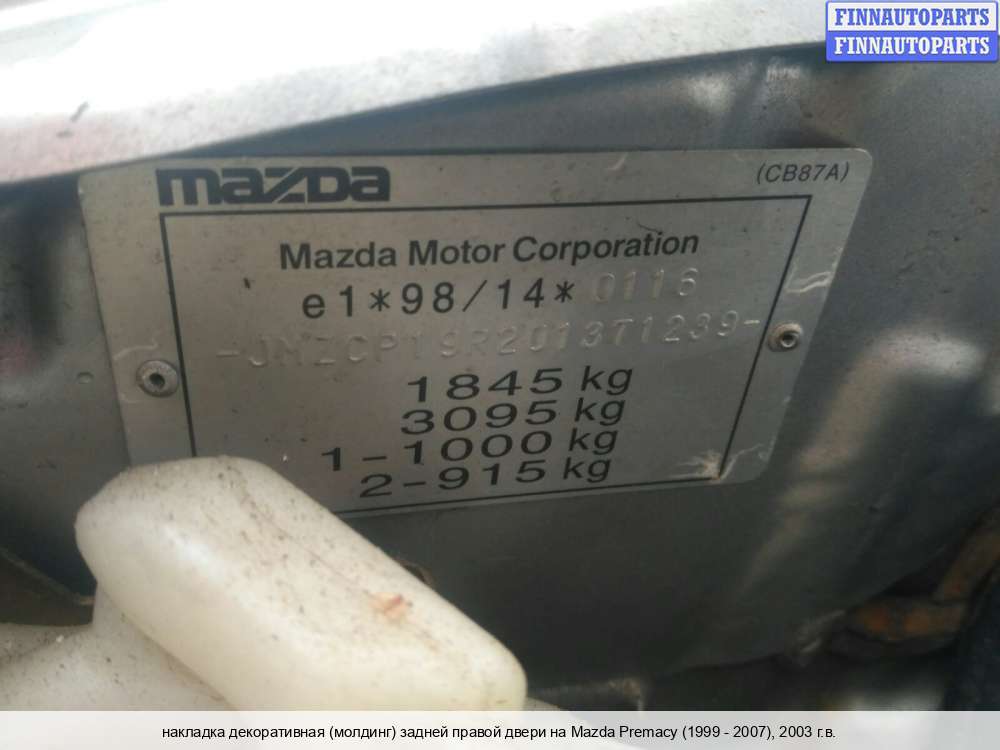 FINNAUTOPARTS
FINNAUTOPARTS
mazda
(CB87A)
Mazda Motor Corporation
e1*98/14*0116
-JMZCP19R201371239-
1845 kg
3095 kg
1-1000 kg
2-915 kg
накладка декоративная (молдинг) задней правой двери на Mazda Premacy (1999 - 2007), 2003 г.в.